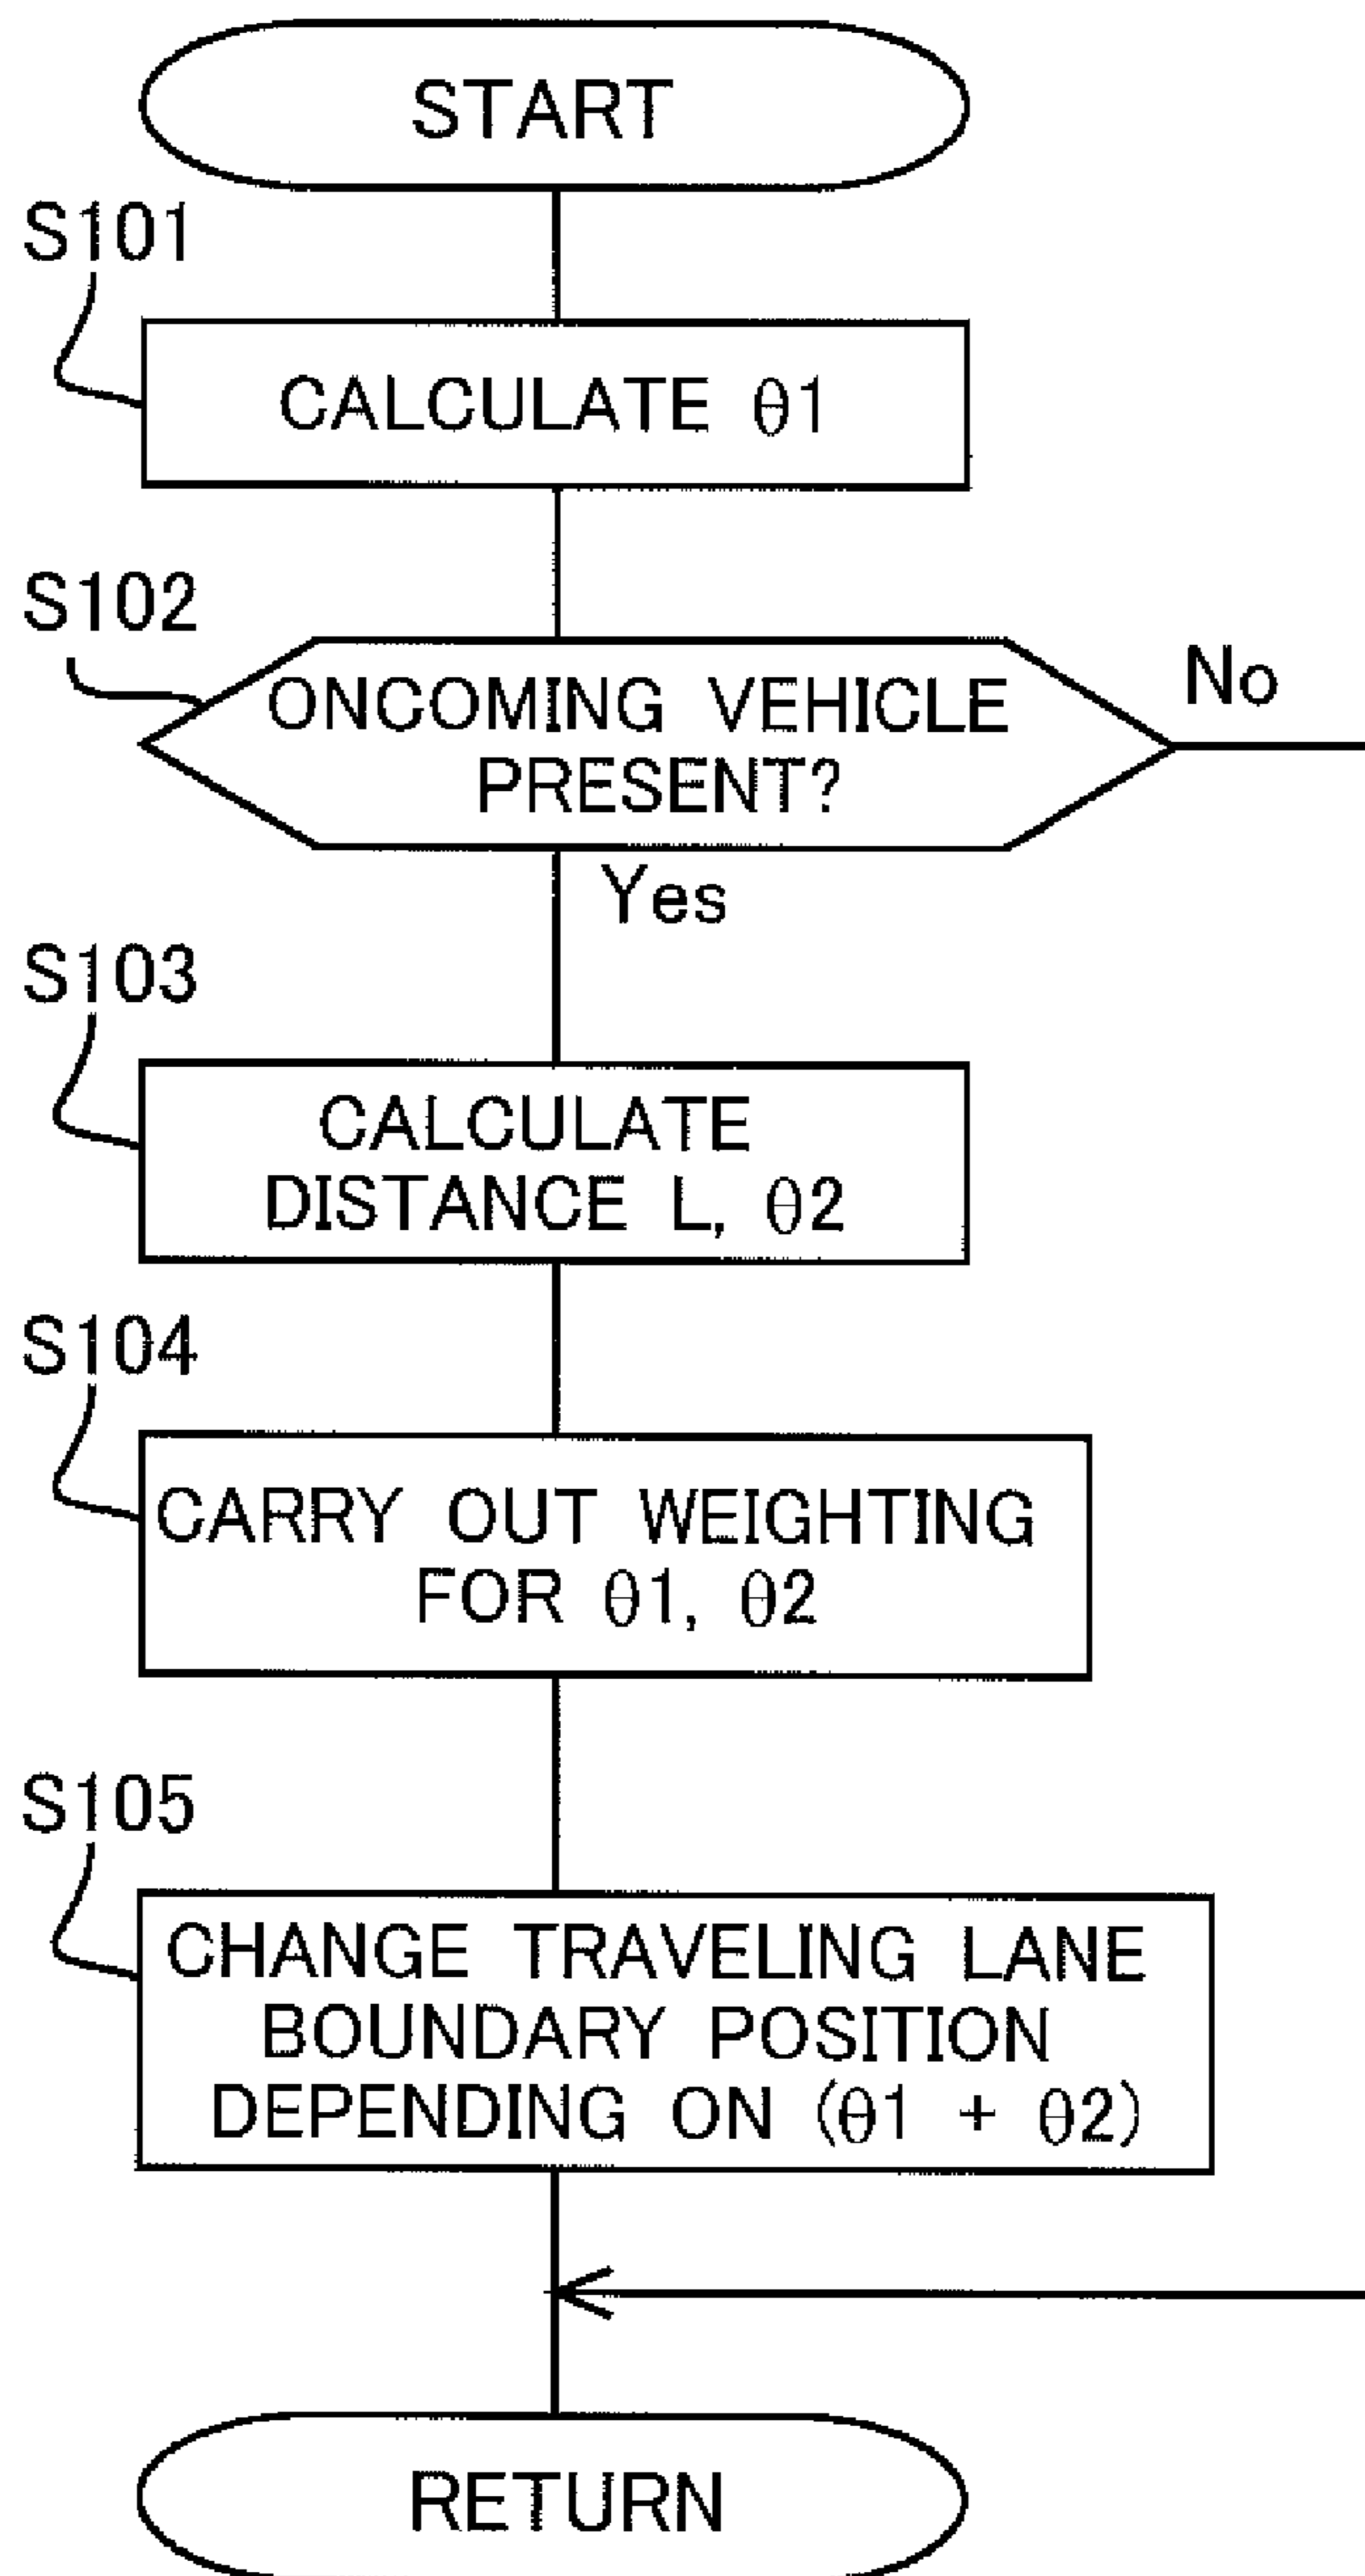 START
S101
CALCULATE θ1
S102
ONCOMING VEHICLE
PRESENT?
No
Yes
S103
CALCULATE
DISTANCE L, θ2
S104
CARRY OUT WEIGHTING
FOR θ1, θ2
S105
CHANGE TRAVELING LANE
BOUNDARY POSITION
DEPENDING ON (θ1 + θ2)
RETURN